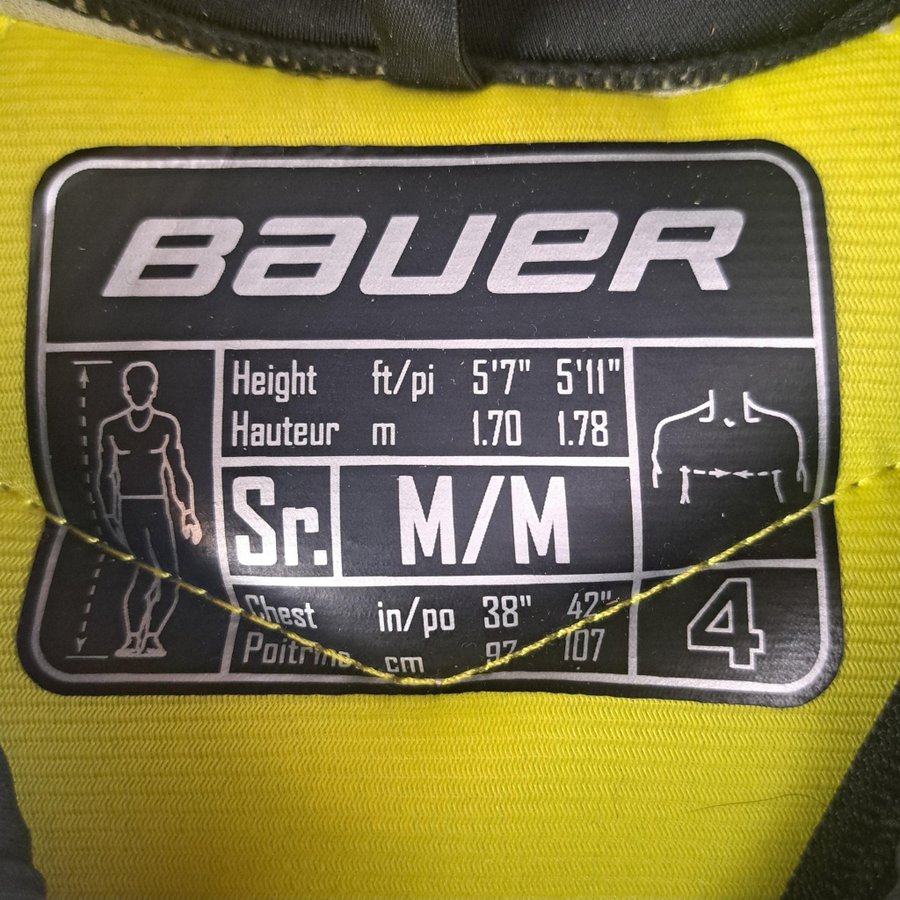 BAUER
Height ft/pi 5'7" 5'11"
Hauteur m 1.70 1.78
Sr. M/M
Chest in/po 38" 42"
Poitrine cm 97 107
4